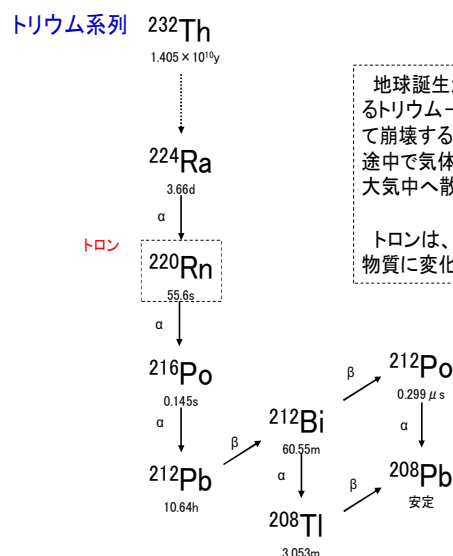 トリウム系列
²³²Th
1.405×10¹⁰y
地球誕生
るトリウムー
て崩壊する
途中で気体
大気中へ散
²²⁴Ra
3.66d
α
トロン
²²⁰Rn
55.6s
トロンは、
物質に変化
α
²¹⁶Po
0.145s
α
²¹²Pb
10.64h
β
²¹²Bi
60.55m
β
²¹²Po
0.299μs
α
α
²⁰⁸Tl
3.053m
β
²⁰⁸Pb
安定